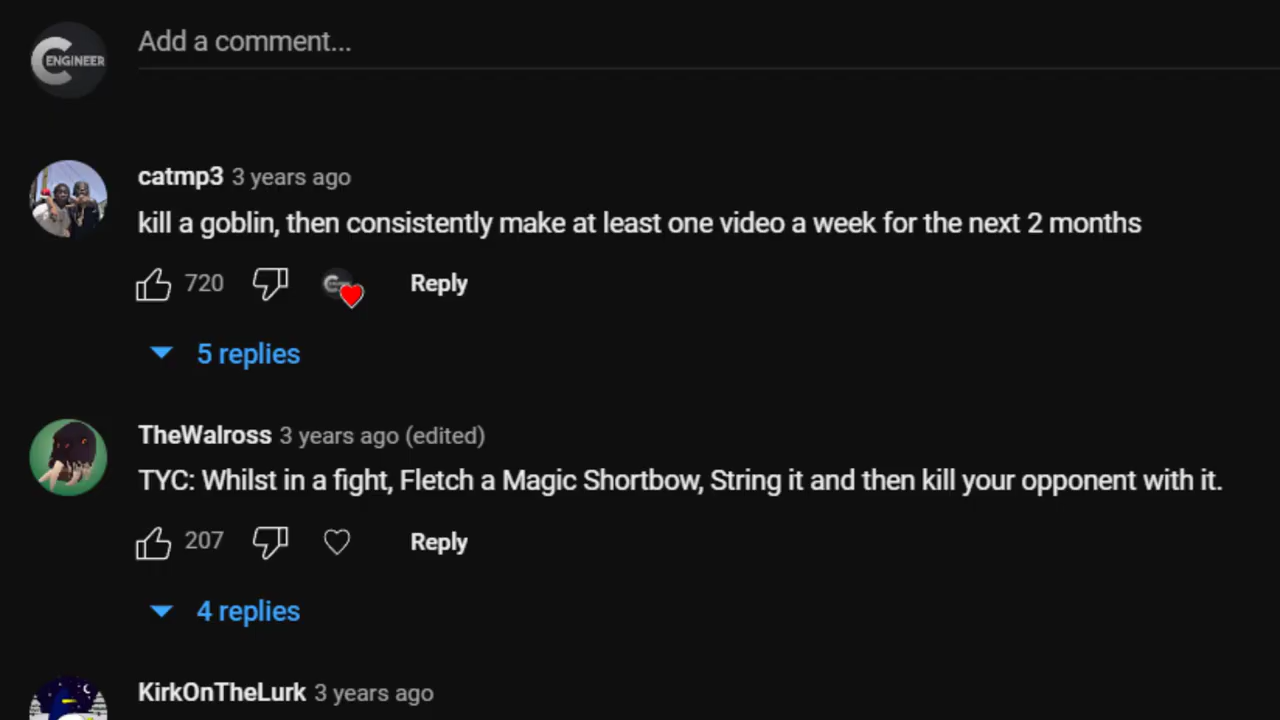 C ENGINEER
Add a comment...
catmp3 3 years ago
kill a goblin, then consistently make at least one video a week for the next 2 months
720 Reply
5 replies
TheWalross 3 years ago (edited)
TYC: Whilst in a fight, Fletch a Magic Shortbow, String it and then kill your opponent with it.
207 Reply
4 replies
KirkOnTheLurk 3 years ago